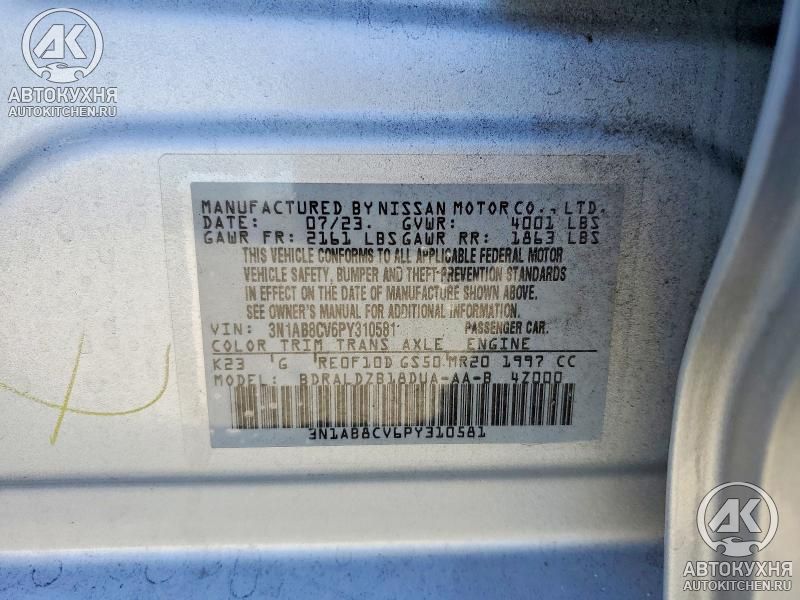 AK
АВТОКУХНЯ
AUTOKITCHEN.RU
MANUFACTURED BY NISSAN MOTOR CO., LTD.
DATE: 07/23. GVWR: 4001 LBS
GAWR FR: 2161 LBS GAWR RR: 1863 LBS
THIS VEHICLE CONFORMS TO ALL APPLICABLE FEDERAL MOTOR
VEHICLE SAFETY, BUMPER AND THEFT-PREVENTION STANDARDS
IN EFFECT ON THE DATE OF MANUFACTURE SHOWN ABOVE.
SEE OWNER'S MANUAL FOR ADDITIONAL INFORMATION.
VIN: 3N1AB8CV6PY310581 PASSENGER CAR.
COLOR TRIM TRANS AXLE ENGINE
K23 G RE0F10D GS50 MR20 1997 CC
MODEL: BDRALDZB18DUA-AA-B 4Z000
3N1AB8CV6PY310581
AK
АВТОКУХНЯ
AUTOKITCHEN.RU